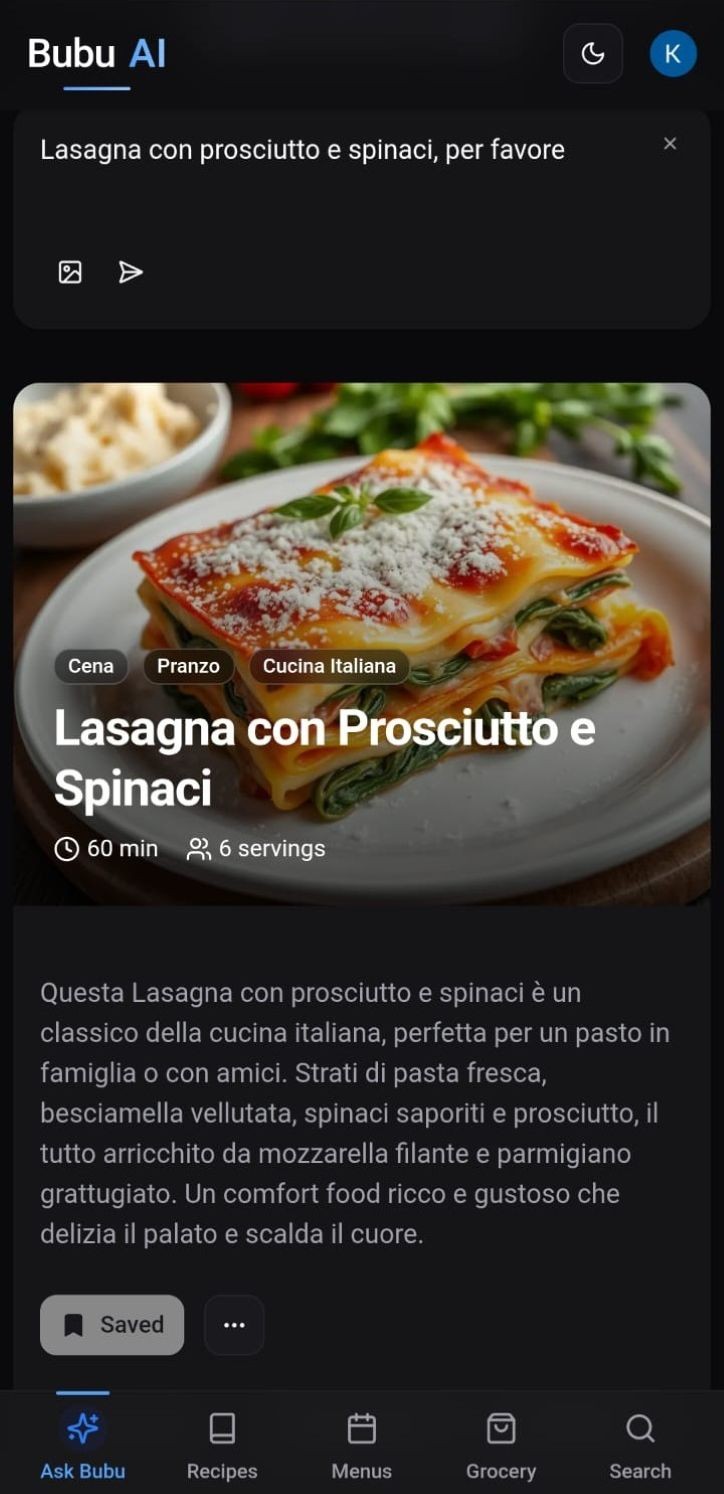 Bubu AI
K
Lasagna con prosciutto e spinaci, per favore
Cena
Pranzo
Cucina Italiana
Lasagna con Prosciutto e
Spinaci
60 min
6 servings
Questa Lasagna con prosciutto e spinaci è un
classico della cucina italiana, perfetta per un pasto in
famiglia o con amici. Strati di pasta fresca,
besciamella vellutata, spinaci saporiti e prosciutto, il
tutto arricchito da mozzarella filante e parmigiano
grattugiato. Un comfort food ricco e gustoso che
delizia il palato e scalda il cuore.
Saved
Ask Bubu
Recipes
Menus
Grocery
Search